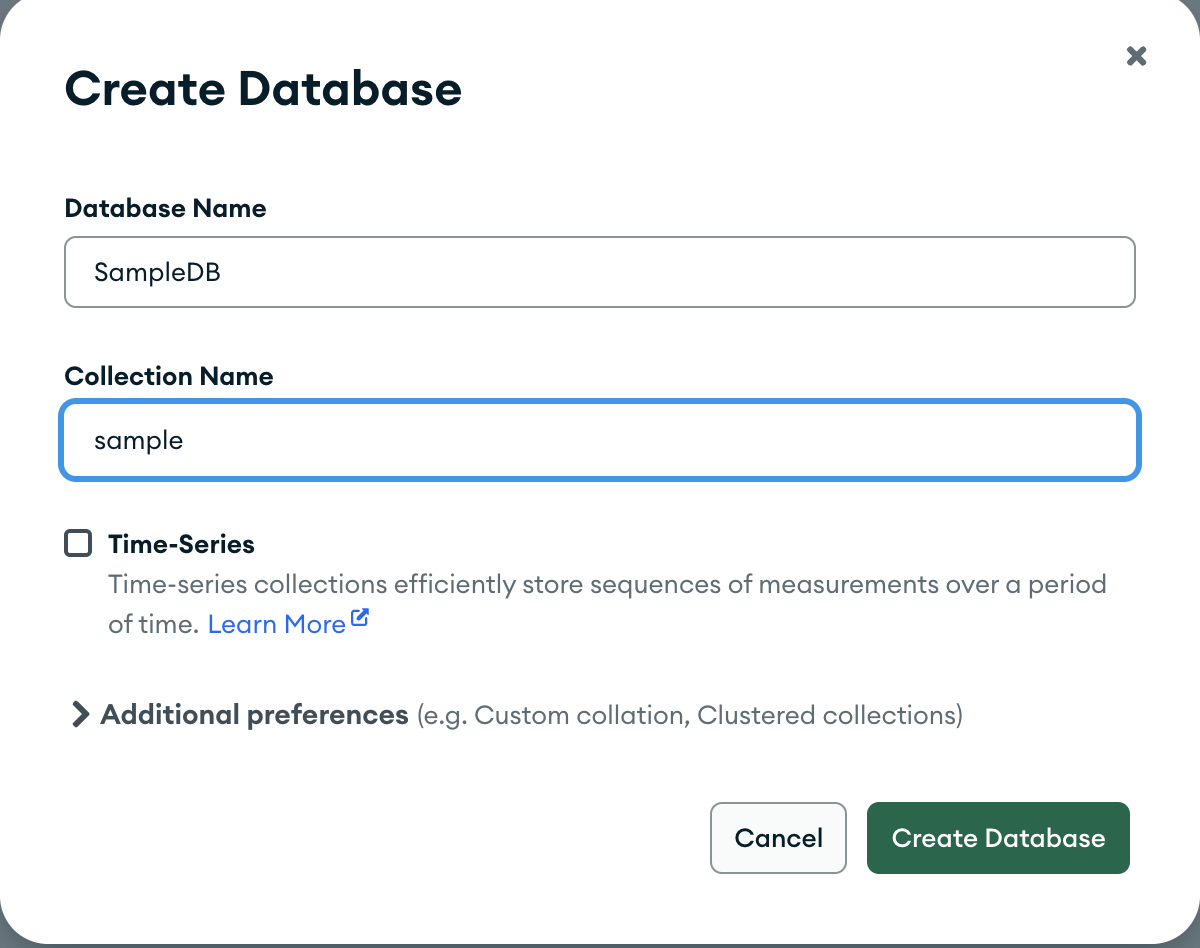 Create Database
Database Name
SampleDB
Collection Name
sample
Time-Series
Time-series collections efficiently store sequences of measurements over a period
of time. Learn More
Additional preferences (e.g. Custom collation, Clustered collections)
Cancel
Create Database